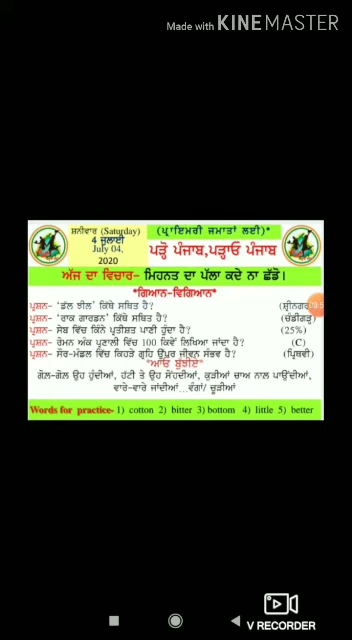 Made with KINEMASTER
ਸ਼ਨੀਵਾਰ (Saturday)
4 ਜੁਲਾਈ
July 04,
2020
(ਪ੍ਰਾਇਮਰੀ ਜਮਾਤਾਂ ਲਈ)*
ਪੜ੍ਹੋ ਪੰਜਾਬ,ਪੜ੍ਹਾਓ ਪੰਜਾਬ
ਅੱਜ ਦਾ ਵਿਚਾਰ- ਮਿਹਨਤ ਦਾ ਪੱਲਾ ਕਦੇ ਨਾ ਛੱਡੋ।
*ਗਿਆਨ-ਵਿਗਿਆਨ*
ਪ੍ਰਸ਼ਨ- 'ਡੱਲ ਝੀਲ' ਕਿੱਥੇ ਸਥਿਤ ਹੈ? (ਸ਼੍ਰੀਨਗਰ)
ਪ੍ਰਸ਼ਨ- 'ਰਾਕ ਗਾਰਡਨ' ਕਿੱਥੇ ਸਥਿਤ ਹੈ? (ਚੰਡੀਗੜ੍ਹ)
ਪ੍ਰਸ਼ਨ- ਸੇਬ ਵਿੱਚ ਕਿੰਨੇ ਪ੍ਰਤੀਸ਼ਤ ਪਾਣੀ ਹੁੰਦਾ ਹੈ? (25%)
ਪ੍ਰਸ਼ਨ- ਰੋਮਨ ਅੰਕ ਪ੍ਰਣਾਲੀ ਵਿੱਚ 100 ਕਿਵੇਂ ਲਿਖਿਆ ਜਾਂਦਾ ਹੈ? (C)
ਪ੍ਰਸ਼ਨ- ਸੌਰ-ਮੰਡਲ ਵਿੱਚ ਕਿਹੜੇ ਗ੍ਰਹਿ ਉੱਪਰ ਜੀਵਨ ਸੰਭਵ ਹੈ? (ਪ੍ਰਿਥਵੀ)
*ਆਓ ਬੁੱਝੀਏ*
ਗੋਲ਼-ਗੋਲ਼ ਉਹ ਹੁੰਦੀਆਂ, ਹੱਟੀ ਤੇ ਉਹ ਸੋਂਹਦੀਆਂ, ਕੁੜੀਆਂ ਚਾਅ ਨਾਲ ਪਾਉਂਦੀਆਂ,
ਵਾਰੇ-ਵਾਰੇ ਜਾਂਦੀਆਂ...ਵੰਗਾਂ/ ਚੂੜੀਆਂ
Words for practice- 1) cotton 2) bitter 3) bottom 4) little 5) better
V RECORDER